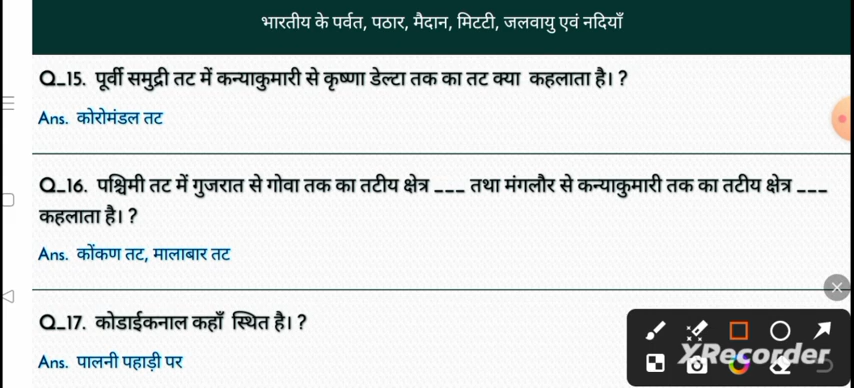 भारतीय के पर्वत, पठार, मैदान, मिटटी, जलवायु एवं नदियाँ
Q_15. पूर्वी समुद्री तट में कन्याकुमारी से कृष्णा डेल्टा तक का तट क्या कहलाता है। ?
Ans. कोरोमंडल तट
Q_16. पश्चिमी तट में गुजरात से गोवा तक का तटीय क्षेत्र ___ तथा मंगलौर से कन्याकुमारी तक का तटीय क्षेत्र ___
कहलाता है। ?
Ans. कोंकण तट, मालाबार तट
Q_17. कोडाईकनाल कहाँ स्थित है। ?
Ans. पालनी पहाड़ी पर
XRecorder